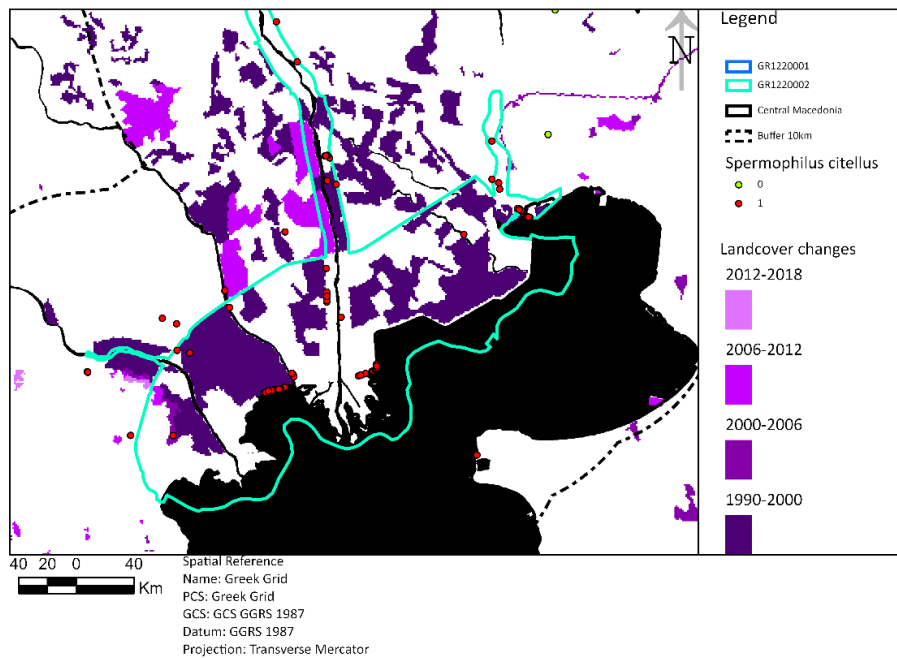 Legend
N
GR1220001
GR1220002
Central Macedonia
Buffer 10km
Spermophilus citellus
0
1
Landcover changes
2012-2018
2006-2012
2000-2006
1990-2000
40 20 0 40
Km
Spatial Reference
Name: Greek Grid
PCS: Greek Grid
GCS: GCS GGRS 1987
Datum: GGRS 1987
Projection: Transverse Mercator